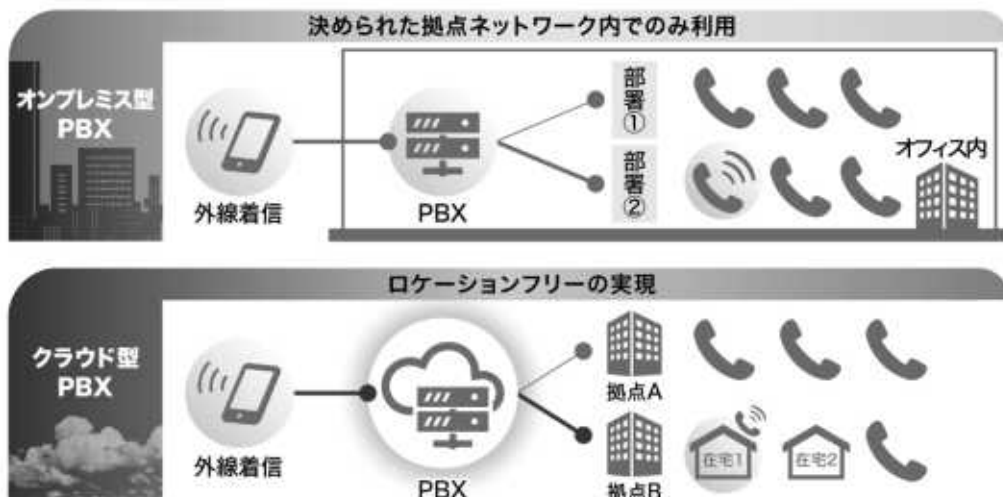 決められた拠点ネットワーク内でのみ利用
オンプレミス型
PBX
外線着信
PBX
部署①
部署②
オフィス内
ロケーションフリーの実現
クラウド型
PBX
外線着信
PBX
拠点A
拠点B
在宅1
在宅2